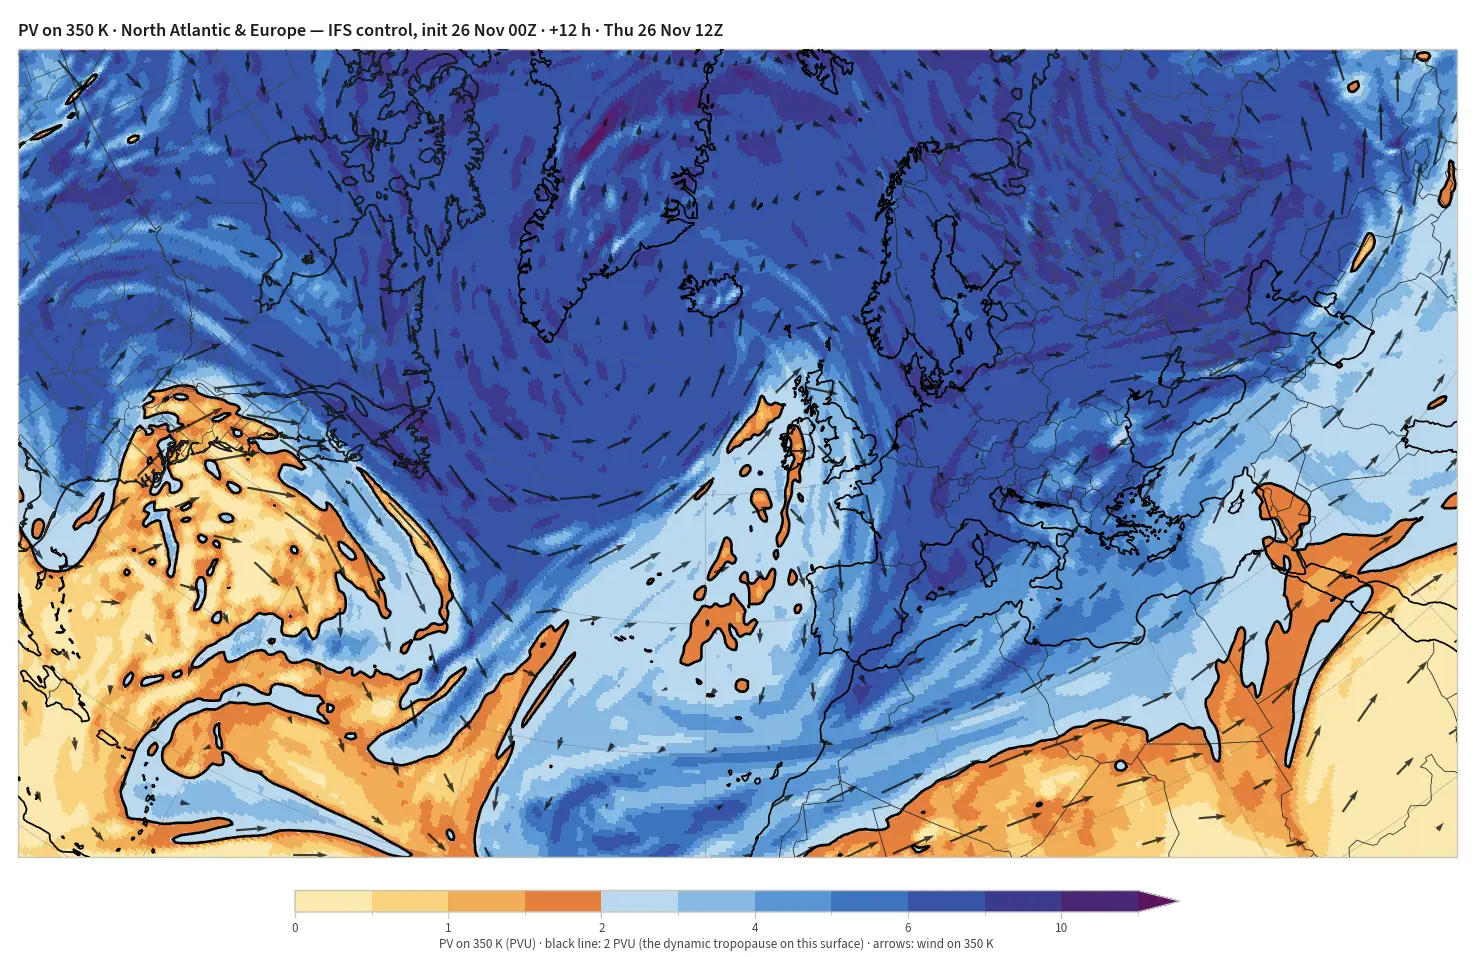 PV on 350 K · North Atlantic & Europe — IFS control, init 26 Nov 00Z · +12 h · Thu 26 Nov 12Z
0 1 2 4 6 10
PV on 350 K (PVU) · black line: 2 PVU (the dynamic tropopause on this surface) · arrows: wind on 350 K